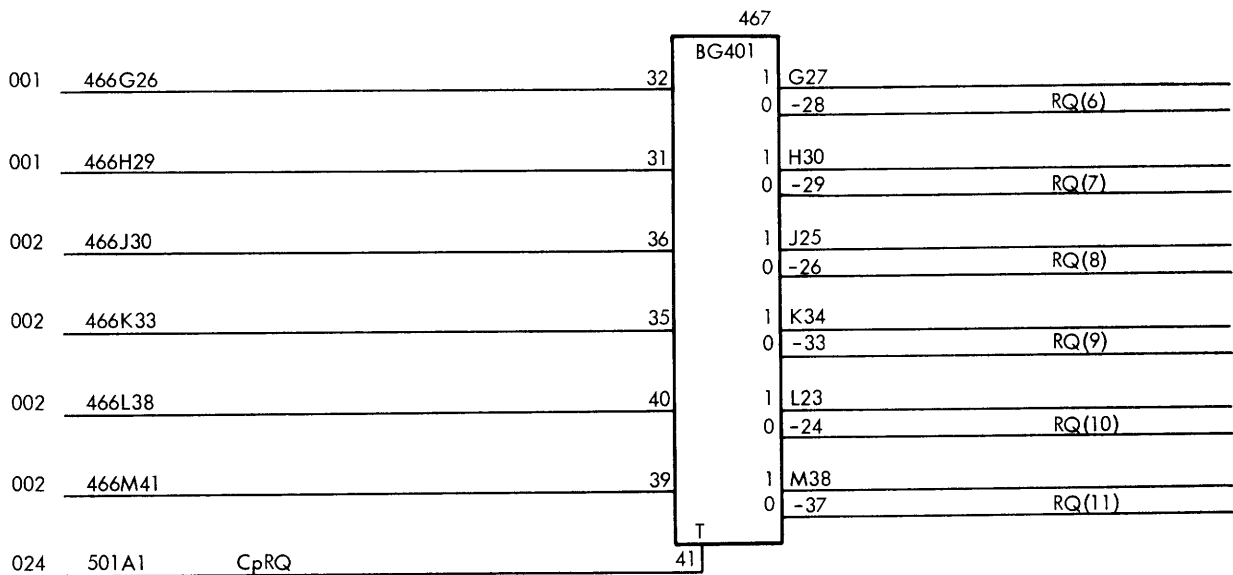 467
BG401
001 466G26 32 1 G27
0 -28 RQ(6)
001 466H29 31 1 H30
0 -29 RQ(7)
002 466J30 36 1 J25
0 -26 RQ(8)
002 466K33 35 1 K34
0 -33 RQ(9)
002 466L38 40 1 L23
0 -24 RQ(10)
002 466M41 39 1 M38
0 -37 RQ(11)
T
024 501A1 CpRQ 41